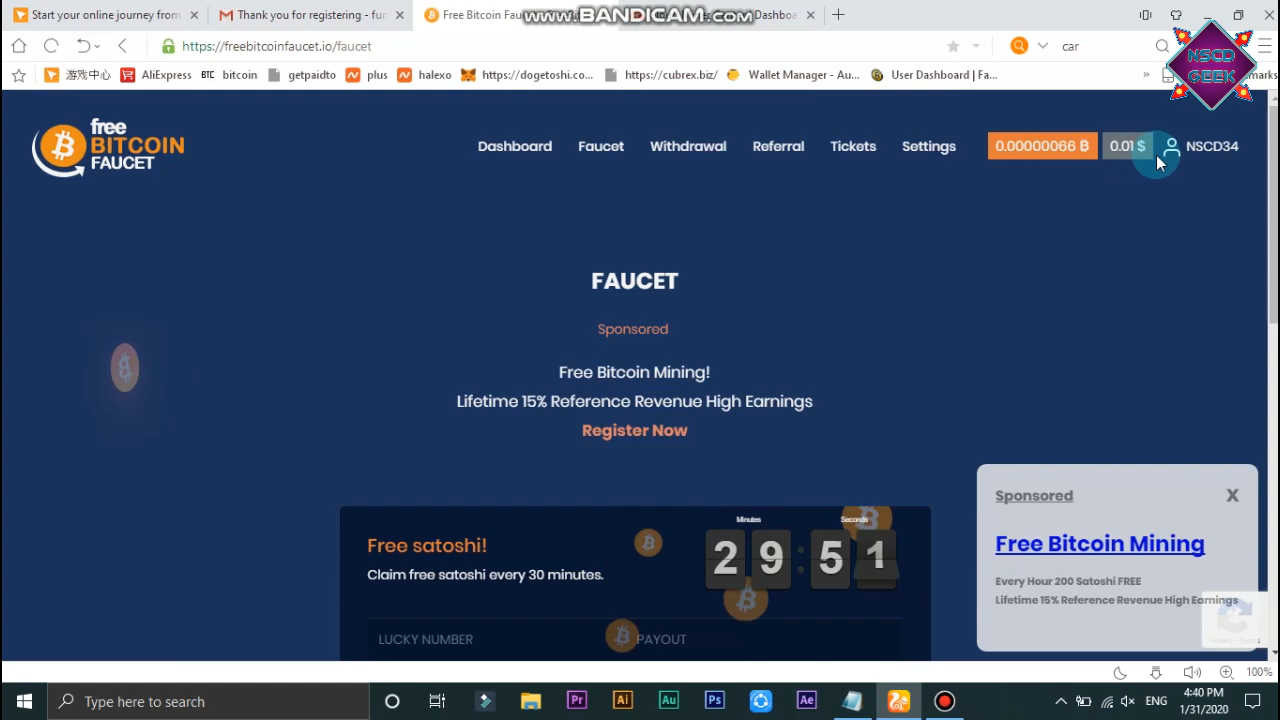 Start your online journey from
Thank you for registering - fur
Free Bitcoin Fau
Dashboa
www.BANDICAM.com
https://freebitcoinfaucet.io/faucet
car
游戏中心
AliExpress
BTC bitcoin
getpaidto
plus
halexo
https://dogetoshi.co...
https://cubrex.biz/
Wallet Manager - Au...
User Dashboard | Fa...
marks
NSCD
GEEK
free
BITCOIN
FAUCET
Dashboard
Faucet
Withdrawal
Referral
Tickets
Settings
0.00000066 ₿
0.01 $
NSCD34
FAUCET
Sponsored
Free Bitcoin Mining!
Lifetime 15% Reference Revenue High Earnings
Register Now
Free satoshi!
Claim free satoshi every 30 minutes.
Minutes
Seconds
29:51
LUCKY NUMBER
PAYOUT
Sponsored
X
Free Bitcoin Mining
Every Hour 200 Satoshi FREE
Lifetime 15% Reference Revenue High Earnings
100%
Type here to search
Pr
Ai
Au
Ps
Ae
ENG
4:40 PM
1/31/2020